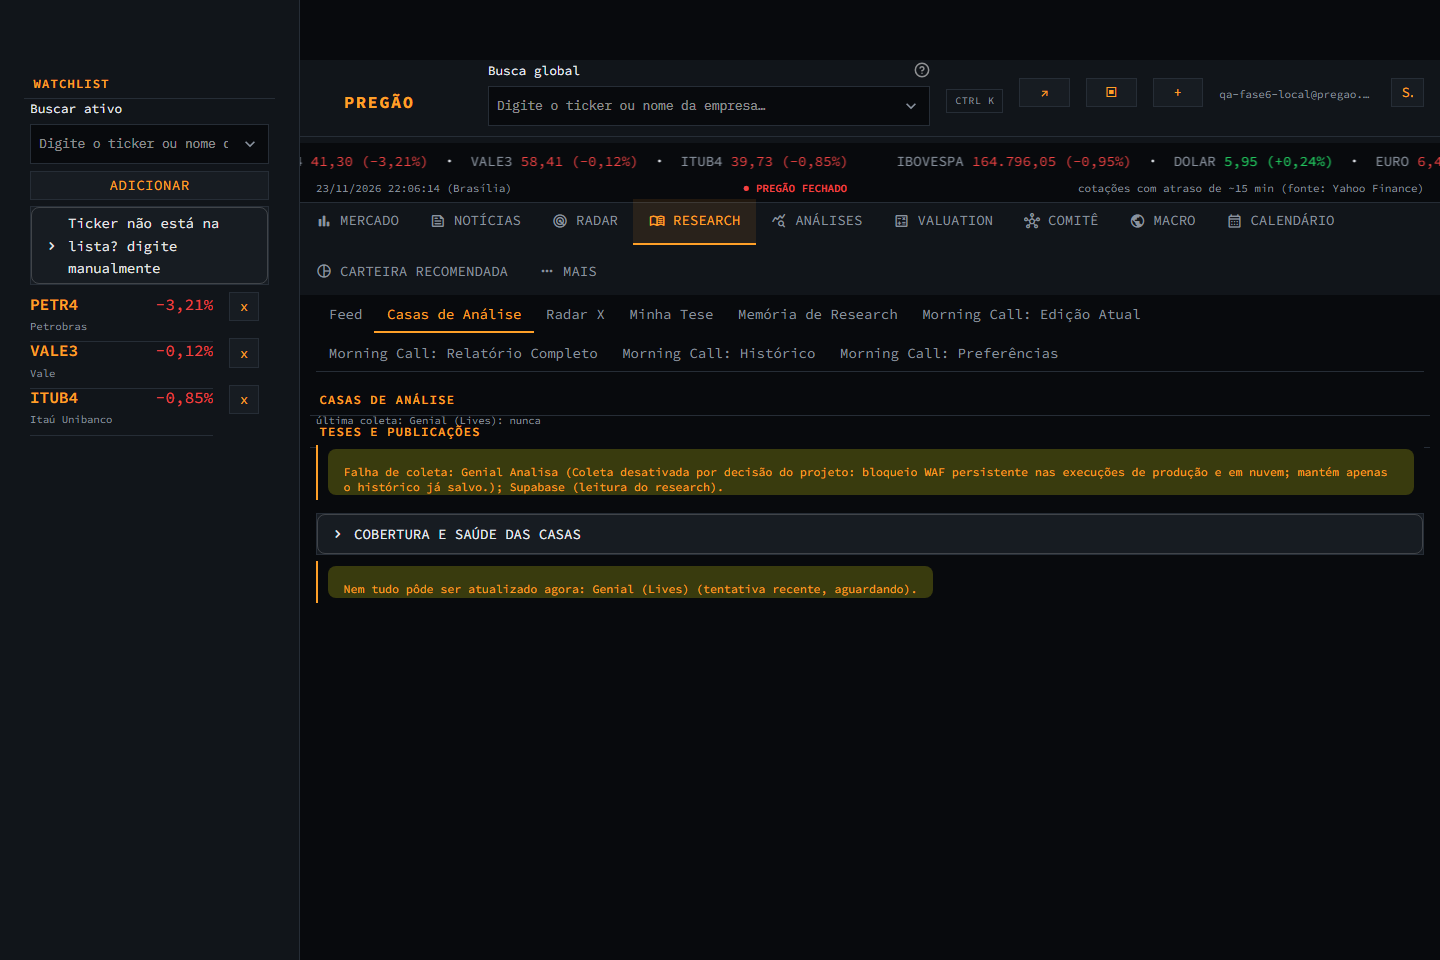 WATCHLIST
Buscar ativo
Digite o ticker ou nome d
ADICIONAR
Ticker não está na
lista? digite
manualmente
PETR4 -3,21% x
Petrobras
VALE3 -0,12% x
Vale
ITUB4 -0,85% x
Itaú Unibanco
PREGÃO
Busca global
Digite o ticker ou nome da empresa…
CTRL K
qa-fase6-local@pregao.…
S.
41,30 (-3,21%) • VALE3 58,41 (-0,12%) • ITUB4 39,73 (-0,85%) IBOVESPA 164.796,05 (-0,95%) • DOLAR 5,95 (+0,24%) • EURO 6,4
23/11/2026 22:06:14 (Brasília) ● PREGÃO FECHADO cotações com atraso de ~15 min (fonte: Yahoo Finance)
MERCADO NOTÍCIAS RADAR RESEARCH ANÁLISES VALUATION COMITÊ MACRO CALENDÁRIO
CARTEIRA RECOMENDADA ··· MAIS
Feed Casas de Análise Radar X Minha Tese Memória de Research Morning Call: Edição Atual
Morning Call: Relatório Completo Morning Call: Histórico Morning Call: Preferências
CASAS DE ANÁLISE
última coleta: Genial (Lives): nunca
TESES E PUBLICAÇÕES
Falha de coleta: Genial Analisa (Coleta desativada por decisão do projeto: bloqueio WAF persistente nas execuções de produção e em nuvem; mantém apenas
o histórico já salvo.); Supabase (leitura do research).
COBERTURA E SAÚDE DAS CASAS
Nem tudo pôde ser atualizado agora: Genial (Lives) (tentativa recente, aguardando).